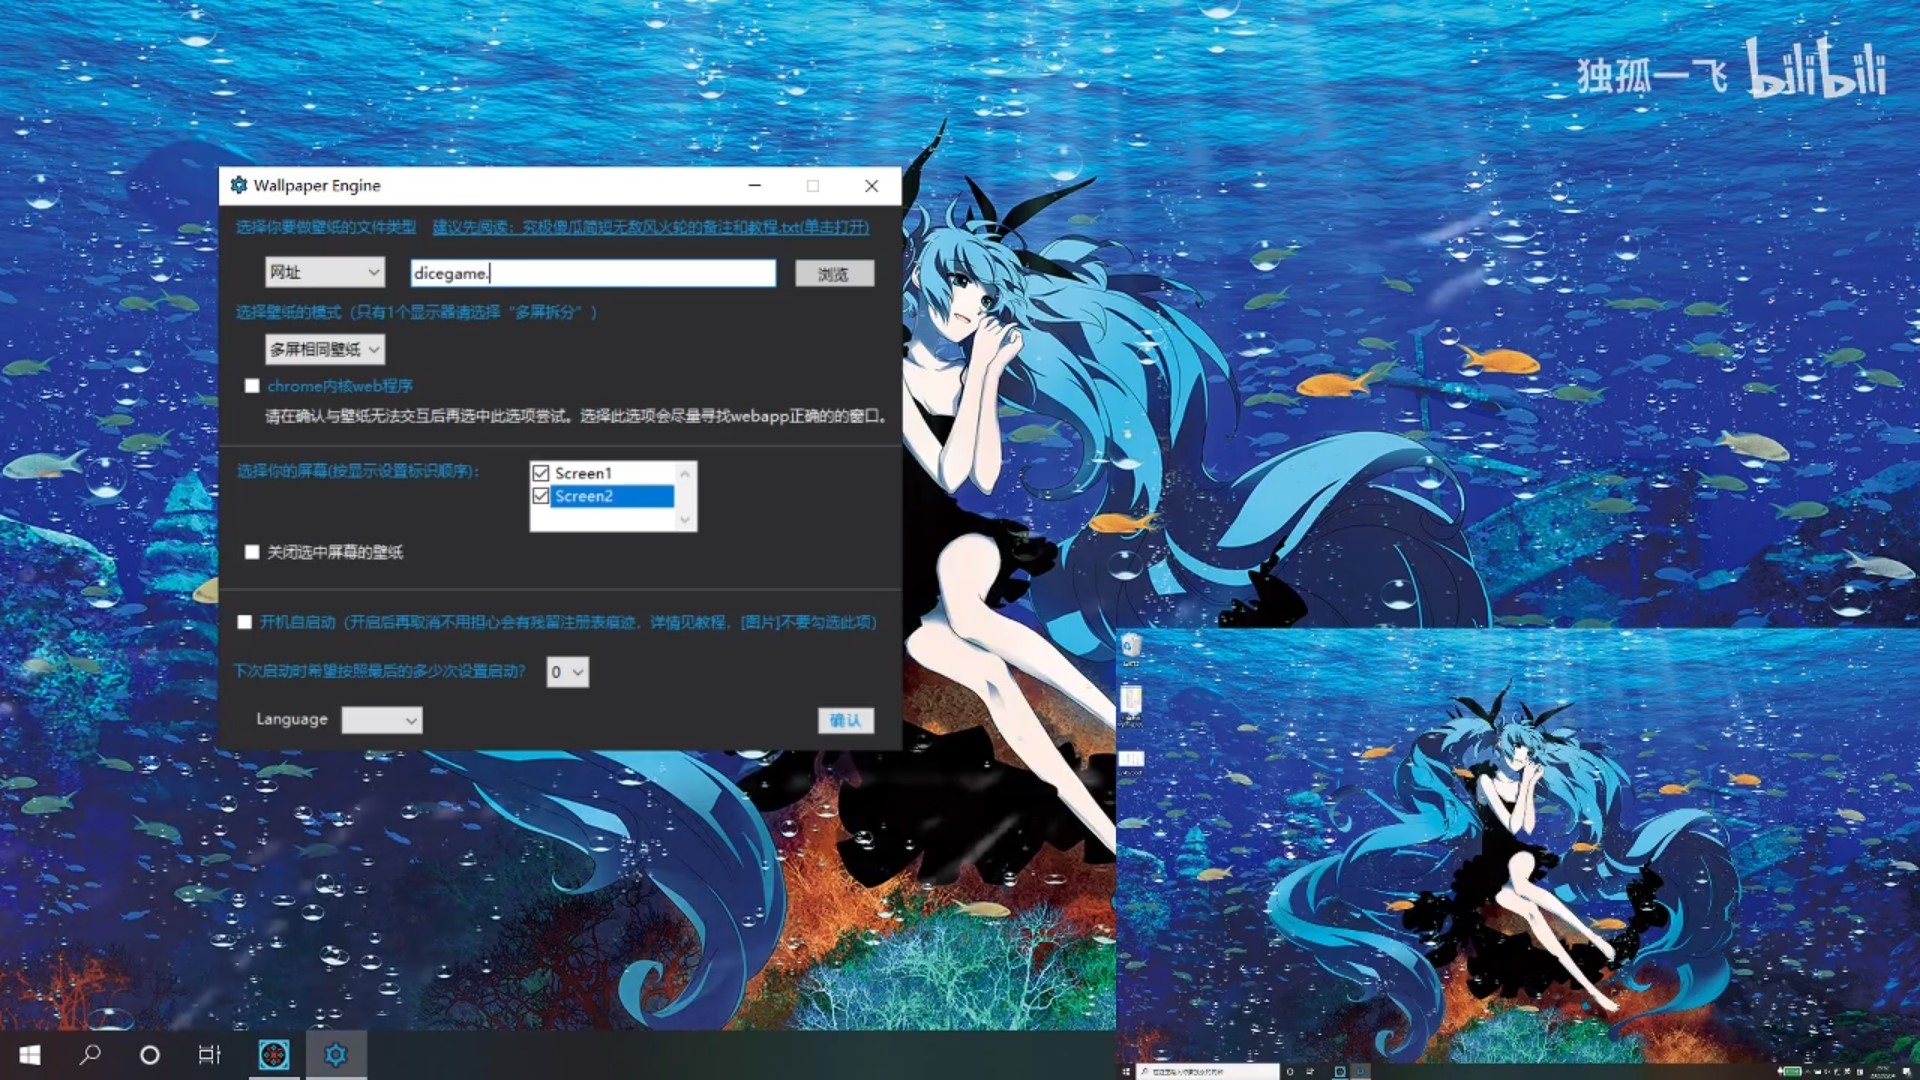 独孤一飞 bilibili
Wallpaper Engine
选择你要做壁纸的文件类型 建议先阅读：究极傻瓜简短无敌风火轮的备注和教程.txt(单击打开)
网址 dicegame. 浏览
选择壁纸的模式（只有1个显示器请选择“多屏拆分”）
多屏相同壁纸
chrome内核web程序
请在确认与壁纸无法交互后再选中此选项尝试。选择此选项会尽量寻找webapp正确的的窗口。
选择你的屏幕(按显示设置标识顺序):
Screen1
Screen2
关闭选中屏幕的壁纸
开机自启动（开启后再取消不用担心会有残留注册表痕迹，详情见教程，[图片]不要勾选此项）
下次启动时希望按照最后的多少次设置启动? 0
Language
确认